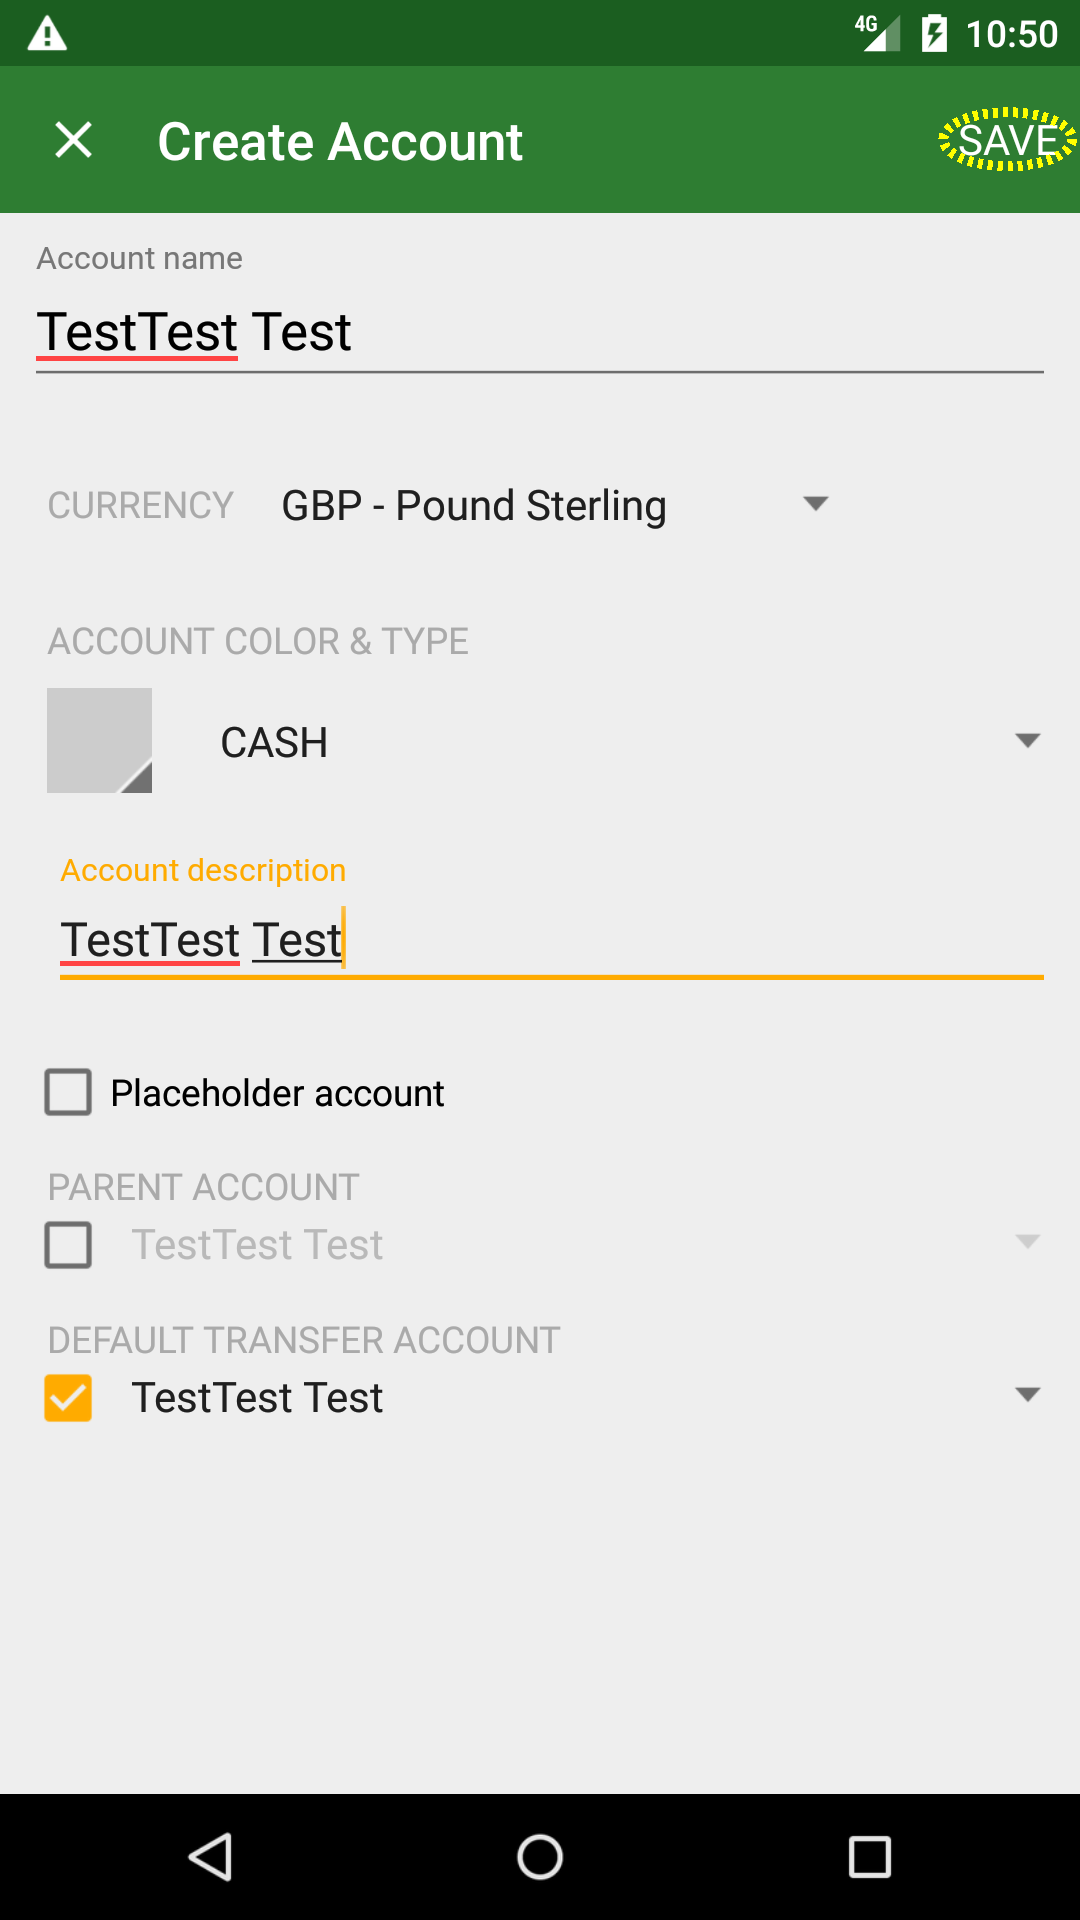 4G 10:50
Create Account SAVE
Account name
TestTest Test
CURRENCY GBP - Pound Sterling
ACCOUNT COLOR & TYPE
CASH
Account description
TestTest Test
Placeholder account
PARENT ACCOUNT
TestTest Test
DEFAULT TRANSFER ACCOUNT
TestTest Test